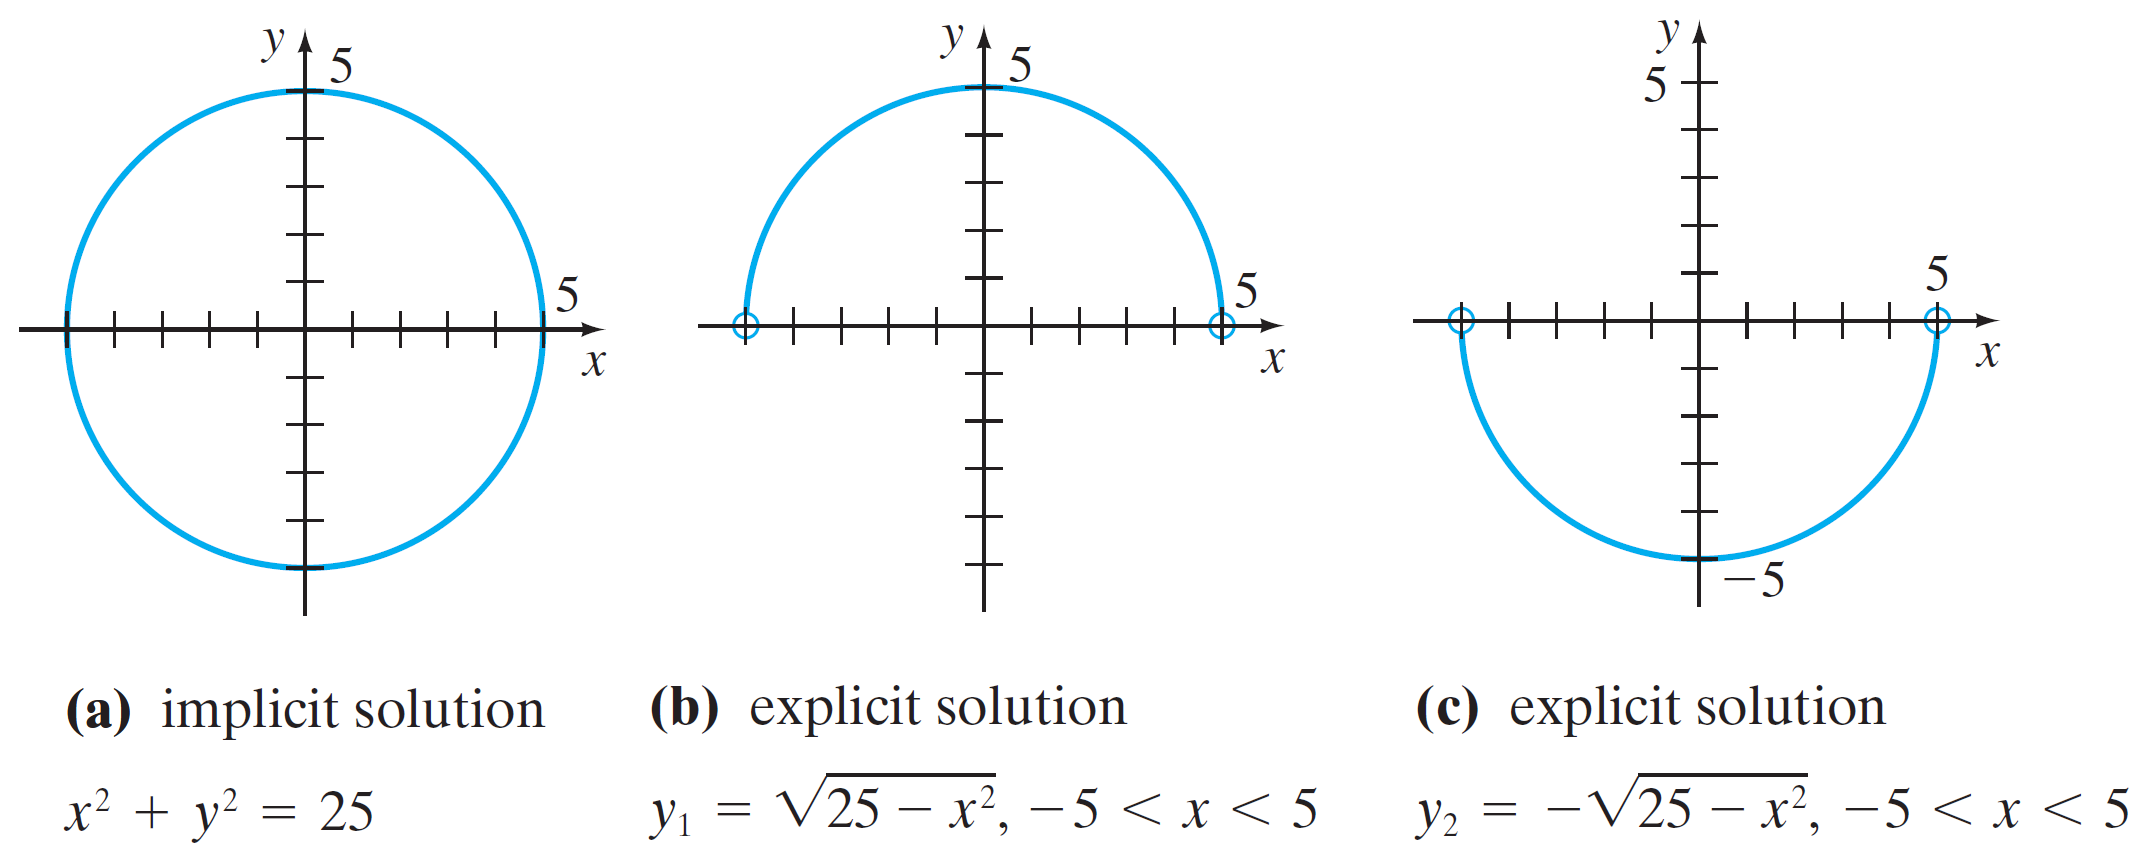 y 5
5
x
(a) implicit solution
x² + y² = 25
y 5
5
x
(b) explicit solution
y₁ = √25 − x², −5 < x < 5
y
5
5
x
−5
(c) explicit solution
y₂ = −√25 − x², −5 < x < 5